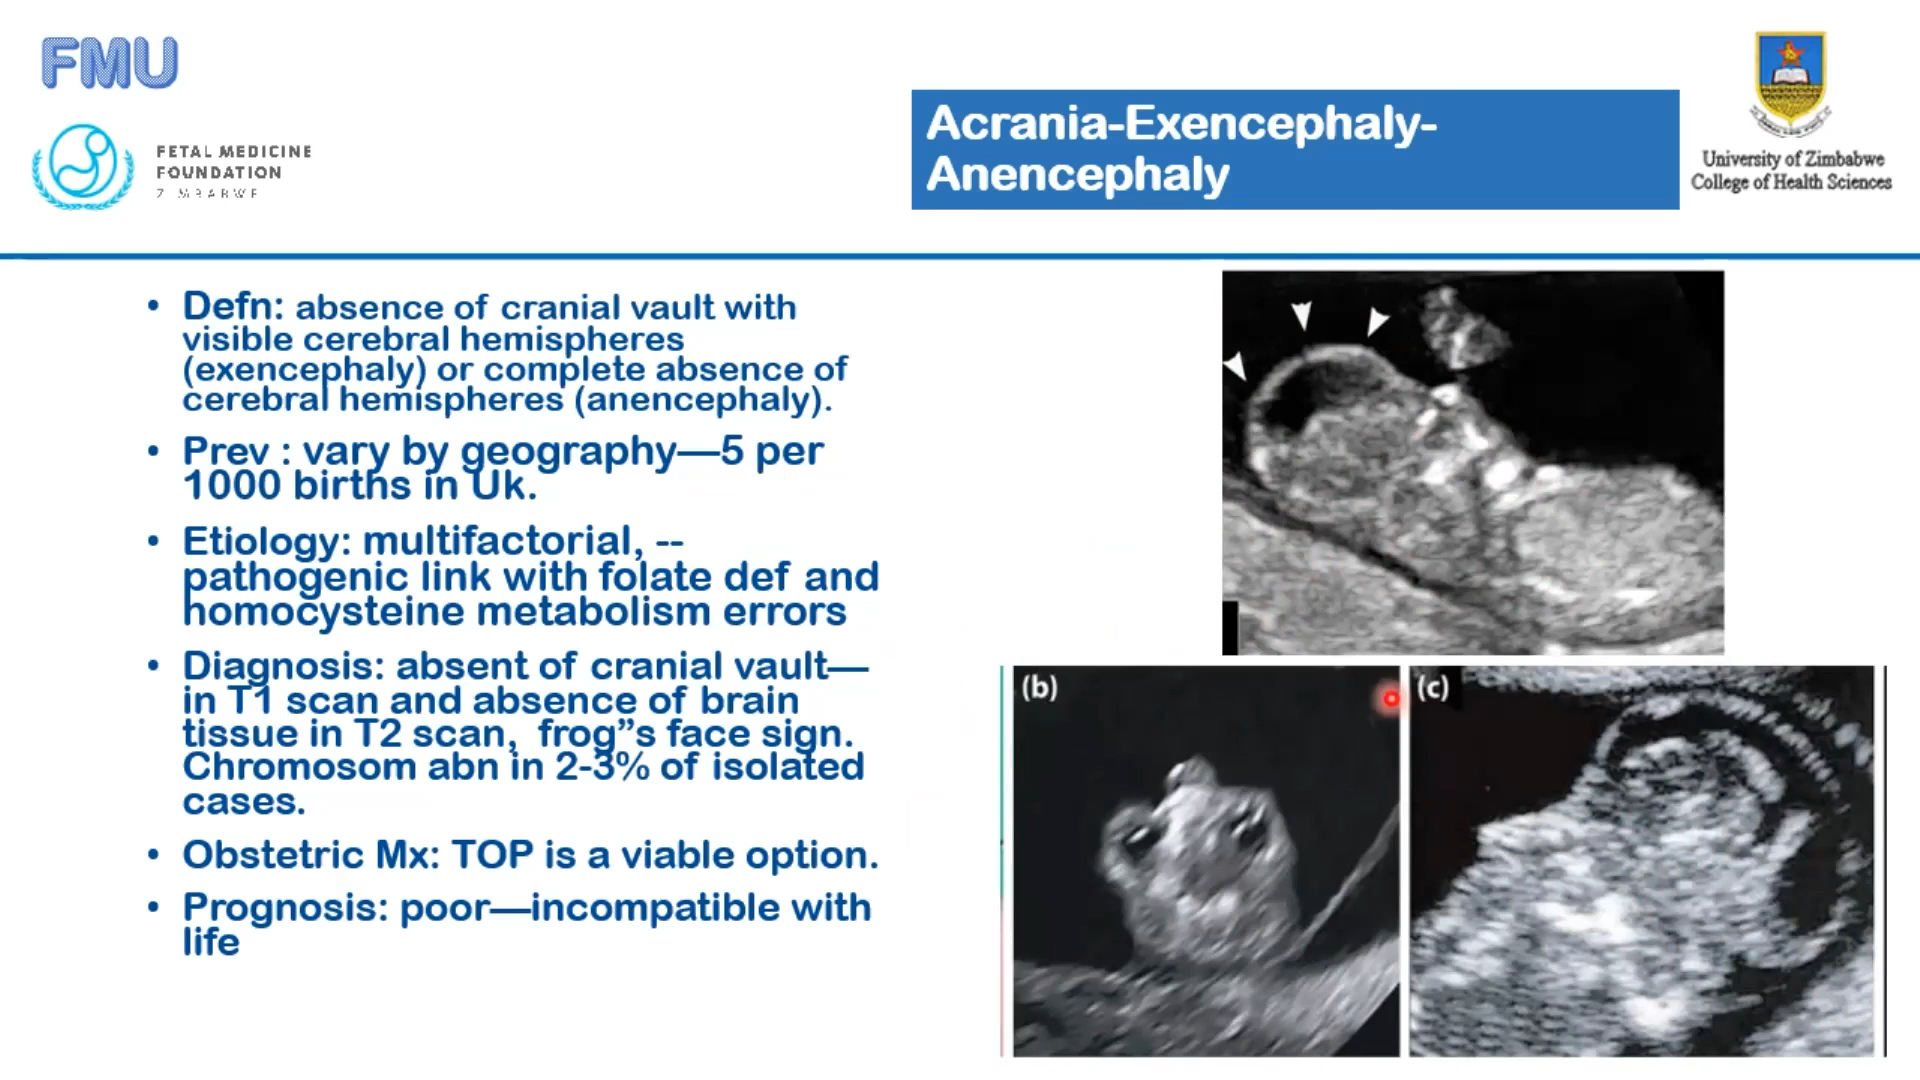 FMU
FETAL MEDICINE
FOUNDATION
ZIMBABWE
Acrania-Exencephaly-
Anencephaly
University of Zimbabwe
College of Health Sciences
• Defn: absence of cranial vault with
visible cerebral hemispheres
(exencephaly) or complete absence of
cerebral hemispheres (anencephaly).
• Prev : vary by geography—5 per
1000 births in Uk.
• Etiology: multifactorial, --
pathogenic link with folate def and
homocysteine metabolism errors
• Diagnosis: absent of cranial vault—
in T1 scan and absence of brain
tissue in T2 scan, frog”s face sign.
Chromosom abn in 2-3% of isolated
cases.
• Obstetric Mx: TOP is a viable option.
• Prognosis: poor—incompatible with
life
(b)
(c)